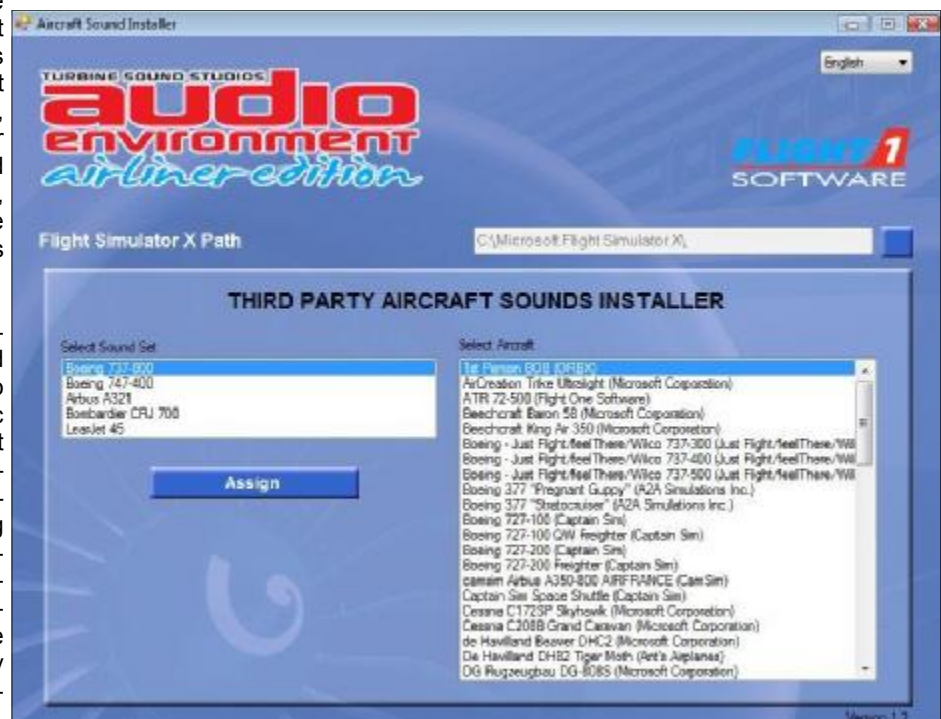 Aircraft Sound Installer
English
TURBINE SOUND STUDIOS
audio
environment
airliner edition
FLIGHT 1
SOFTWARE
Flight Simulator X Path
C:\Microsoft Flight Simulator X\
THIRD PARTY AIRCRAFT SOUNDS INSTALLER
Select Sound Set
Boeing 737-800
Boeing 747-400
Airbus A321
Bombardier CRJ 700
LearJet 45
Assign
Select Aircraft
1st Person BOB (ORBX)
AirCreation Trike Ultralight (Microsoft Corporation)
ATR 72-500 (Flight One Software)
Beechcraft Baron 58 (Microsoft Corporation)
Beechcraft King Air 350 (Microsoft Corporation)
Boeing - Just Flight/feelThere/Wilco 737-300 (Just Flight/feelThere/Wil
Boeing - Just Flight/feelThere/Wilco 737-400 (Just Flight/feelThere/Wil
Boeing - Just Flight/feelThere/Wilco 737-500 (Just Flight/feelThere/Wil
Boeing 377 "Pregnant Guppy" (A2A Simulations Inc.)
Boeing 377 "Stratocruiser" (A2A Simulations Inc.)
Boeing 727-100 (Captain Sim)
Boeing 727-100 QW Freighter (Captain Sim)
Boeing 727-200 (Captain Sim)
Boeing 727-200 Freighter (Captain Sim)
camsim Airbus A350-800 AIRFRANCE (CamSim)
Captain Sim Space Shuttle (Captain Sim)
Cessna C172SP Skyhawk (Microsoft Corporation)
Cessna C208B Grand Caravan (Microsoft Corporation)
de Havilland Beaver DHC2 (Microsoft Corporation)
De Havilland DH82 Tiger Moth (Ant's Airplanes)
DG Flugzeugbau DG-808S (Microsoft Corporation)